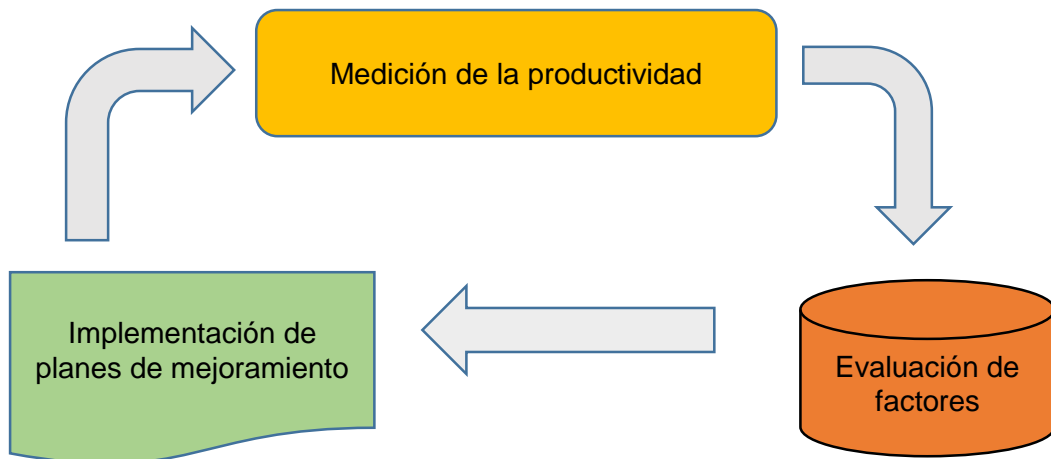 Medición de la productividad
Implementación de
planes de mejoramiento
Evaluación de
factores